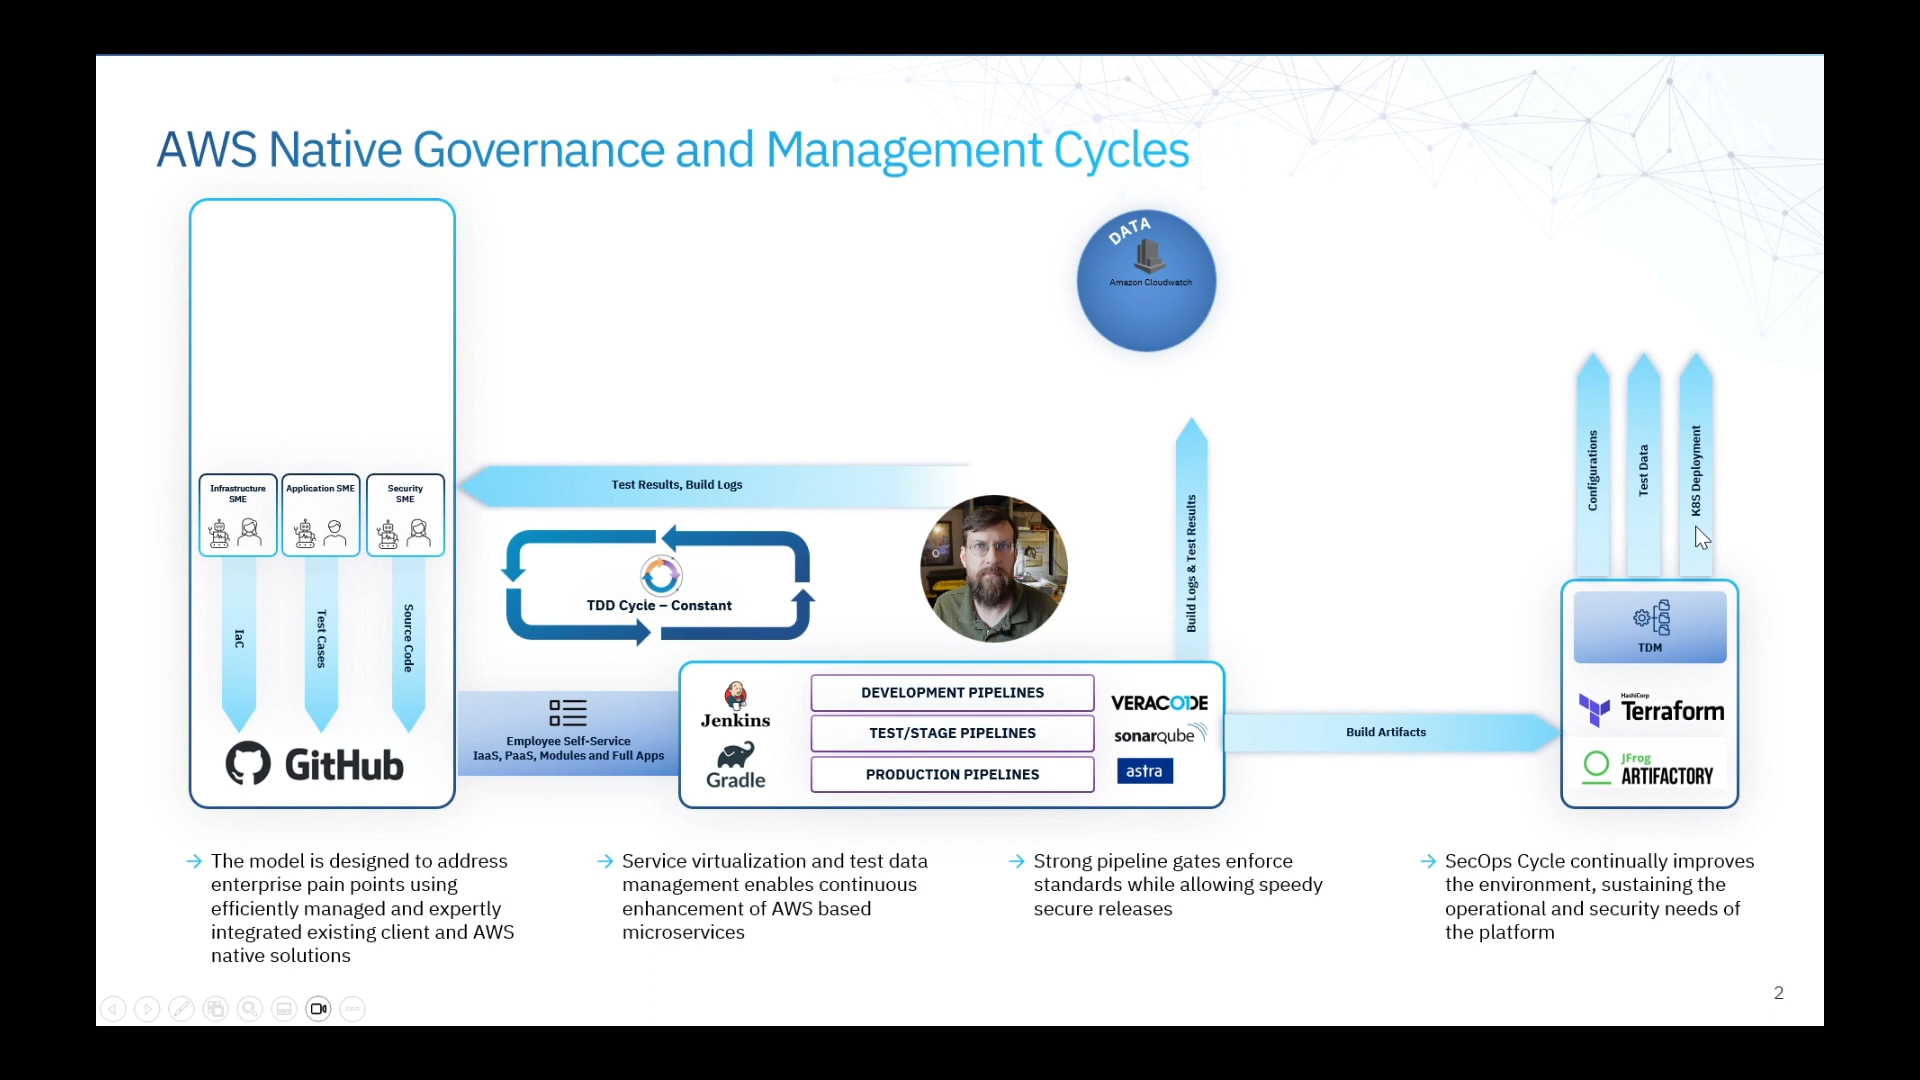 AWS Native Governance and Management Cycles
DATA
Amazon Cloudwatch
Infrastructure
SME
Application SME
Security
SME
Test Results, Build Logs
TDD Cycle – Constant
IaC
Test Cases
Source Code
GitHub
Employee Self-Service
IaaS, PaaS, Modules and Full Apps
Jenkins
Gradle
DEVELOPMENT PIPELINES
TEST/STAGE PIPELINES
PRODUCTION PIPELINES
VERACODE
sonarqube
astra
Build Logs & Test Results
Build Artifacts
Configurations
Test Data
K8S Deployment
TDM
HashiCorp
Terraform
JFrog
ARTIFACTORY
→ The model is designed to address
enterprise pain points using
efficiently managed and expertly
integrated existing client and AWS
native solutions
→ Service virtualization and test data
management enables continuous
enhancement of AWS based
microservices
→ Strong pipeline gates enforce
standards while allowing speedy
secure releases
→ SecOps Cycle continually improves
the environment, sustaining the
operational and security needs of
the platform
2